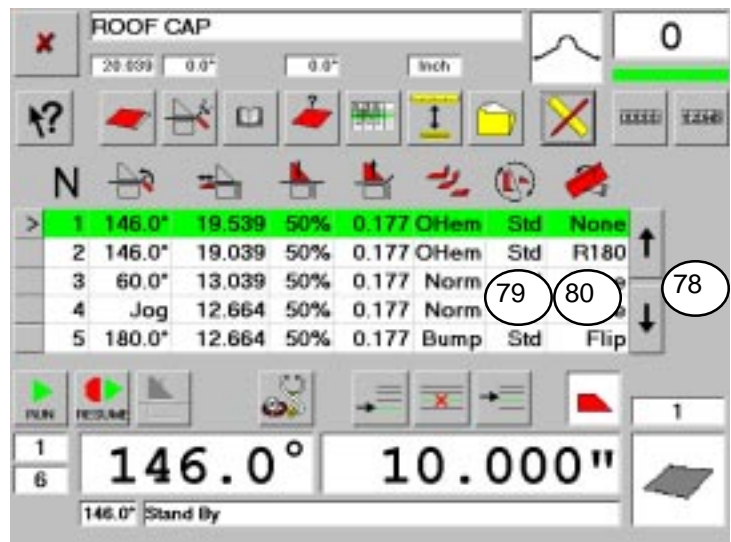 ROOF CAP
0
20.039 0.0° 0.0° Inch
?
?
N
> 1 146.0° 19.539 50% 0.177 OHem Std None
2 146.0° 19.039 50% 0.177 OHem Std R180
3 60.0° 13.039 50% 0.177 Norm
79
80
78
4 Jog 12.664 50% 0.177 Norm
5 180.0° 12.664 50% 0.177 Bump Std Flip
RUN RESUME
1
1
6
146.0° 10.000"
146.0° Stand By